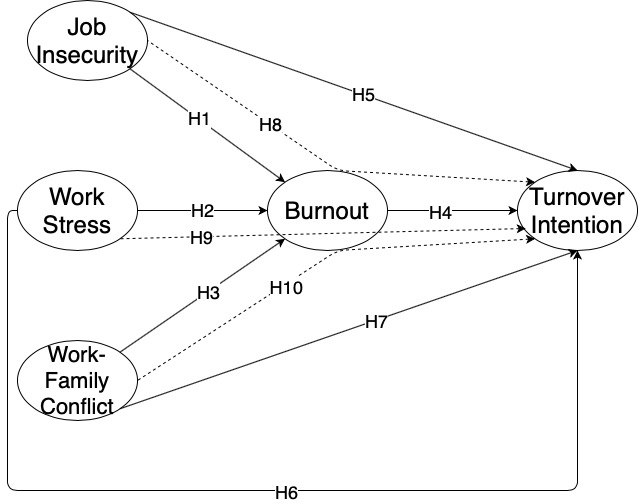 Job
Insecurity
H5
H1
H8
Work
Stress
H2
Burnout
H4
Turnover
Intention
H9
H3
H10
H7
Work-
Family
Conflict
H6